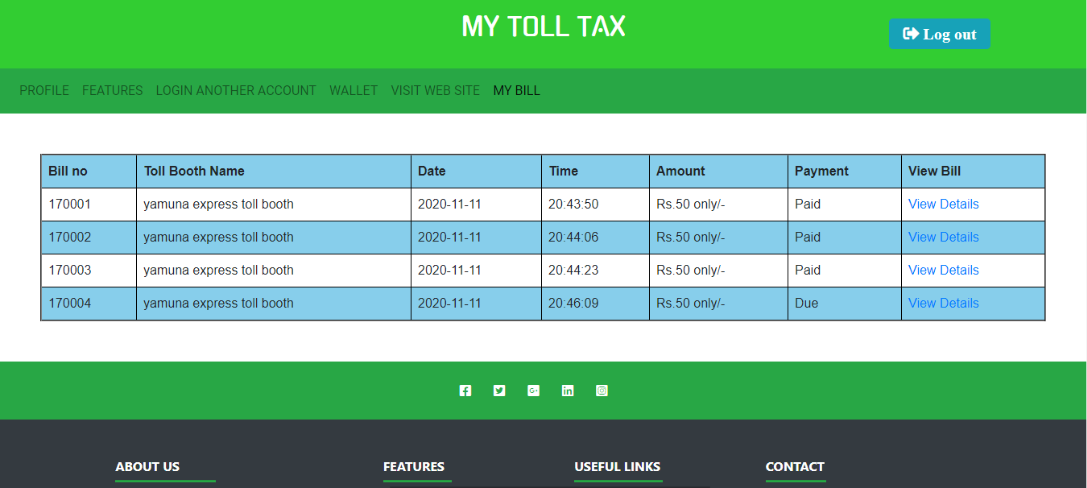 MY TOLL TAX
Log out
PROFILE FEATURES LOGIN ANOTHER ACCOUNT WALLET VISIT WEB SITE MY BILL
Bill no Toll Booth Name Date Time Amount Payment View Bill
170001 yamuna express toll booth 2020-11-11 20:43:50 Rs.50 only/- Paid View Details
170002 yamuna express toll booth 2020-11-11 20:44:06 Rs.50 only/- Paid View Details
170003 yamuna express toll booth 2020-11-11 20:44:23 Rs.50 only/- Paid View Details
170004 yamuna express toll booth 2020-11-11 20:46:09 Rs.50 only/- Due View Details
ABOUT US FEATURES USEFUL LINKS CONTACT